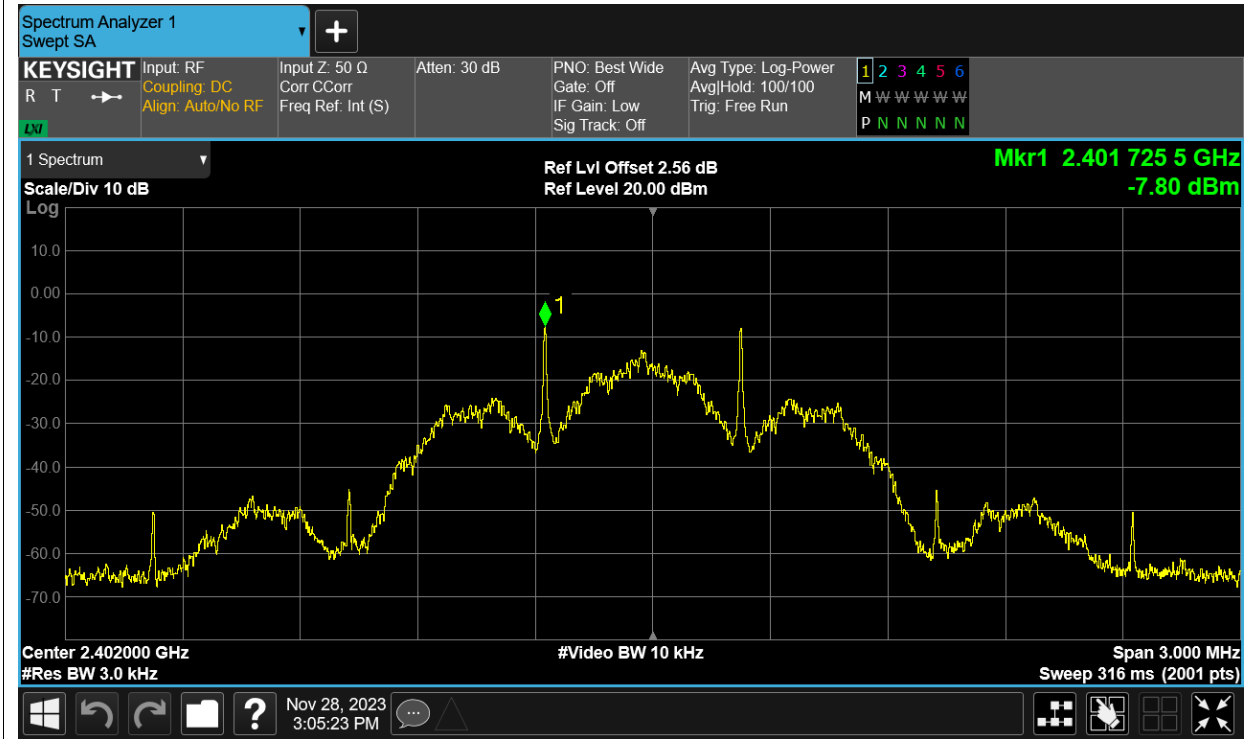 Spectrum Analyzer 1
Swept SA
+
KEYSIGHT
R T
LXI
Input: RF
Coupling: DC
Align: Auto/No RF
Input Z: 50 Ω
Corr CCorr
Freq Ref: Int (S)
Atten: 30 dB
PNO: Best Wide
Gate: Off
IF Gain: Low
Sig Track: Off
Avg Type: Log-Power
Avg|Hold: 100/100
Trig: Free Run
1 2 3 4 5 6
M W W W W W
P N N N N N
1 Spectrum
Scale/Div 10 dB
Log
Ref Lvl Offset 2.56 dB
Ref Level 20.00 dBm
Mkr1 2.401 725 5 GHz
-7.80 dBm
1
10.0
0.00
-10.0
-20.0
-30.0
-40.0
-50.0
-60.0
-70.0
Center 2.402000 GHz
#Res BW 3.0 kHz
#Video BW 10 kHz
Span 3.000 MHz
Sweep 316 ms (2001 pts)
?
Nov 28, 2023
3:05:23 PM